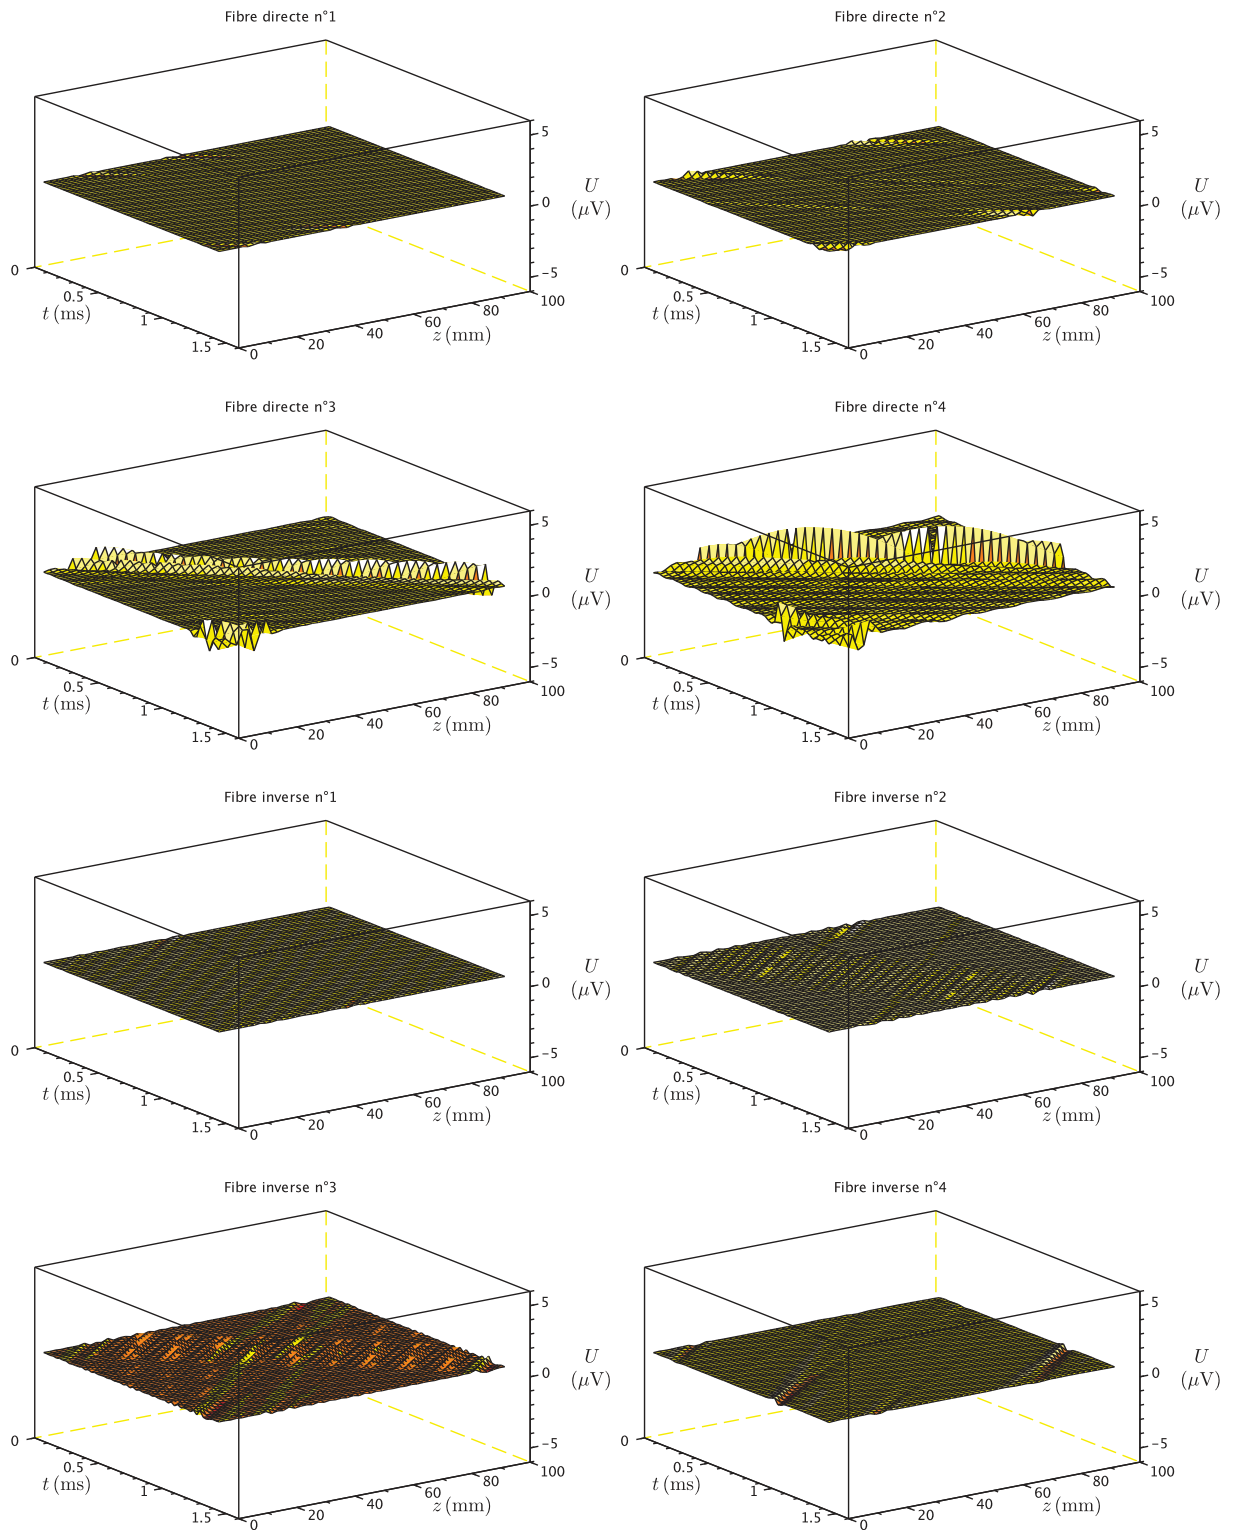 Fibre directe n°1
Fibre directe n°2
5
U
0
(μV)
−5
0
0.5
t (ms)
1
1.5
0
20
40
60
80
100
z (mm)
5
U
0
(μV)
−5
0
0.5
t (ms)
1
1.5
0
20
40
60
80
100
z (mm)
Fibre directe n°3
Fibre directe n°4
5
U
0
(μV)
−5
0
0.5
t (ms)
1
1.5
0
20
40
60
80
100
z (mm)
5
U
0
(μV)
−5
0
0.5
t (ms)
1
1.5
0
20
40
60
80
100
z (mm)
Fibre inverse n°1
Fibre inverse n°2
5
U
0
(μV)
−5
0
0.5
t (ms)
1
1.5
0
20
40
60
80
100
z (mm)
5
U
0
(μV)
−5
0
0.5
t (ms)
1
1.5
0
20
40
60
80
100
z (mm)
Fibre inverse n°3
Fibre inverse n°4
5
U
0
(μV)
−5
0
0.5
t (ms)
1
1.5
0
20
40
60
80
100
z (mm)
5
U
0
(μV)
−5
0
0.5
t (ms)
1
1.5
0
20
40
60
80
100
z (mm)